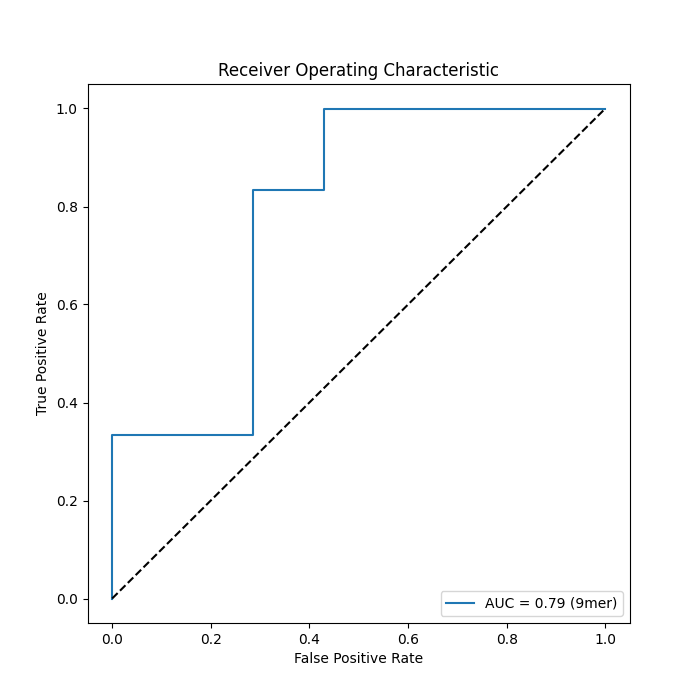 Receiver Operating Characteristic
1.0
0.8
0.6
0.4
0.2
0.0
True Positive Rate
AUC = 0.79 (9mer)
0.0 0.2 0.4 0.6 0.8 1.0
False Positive Rate